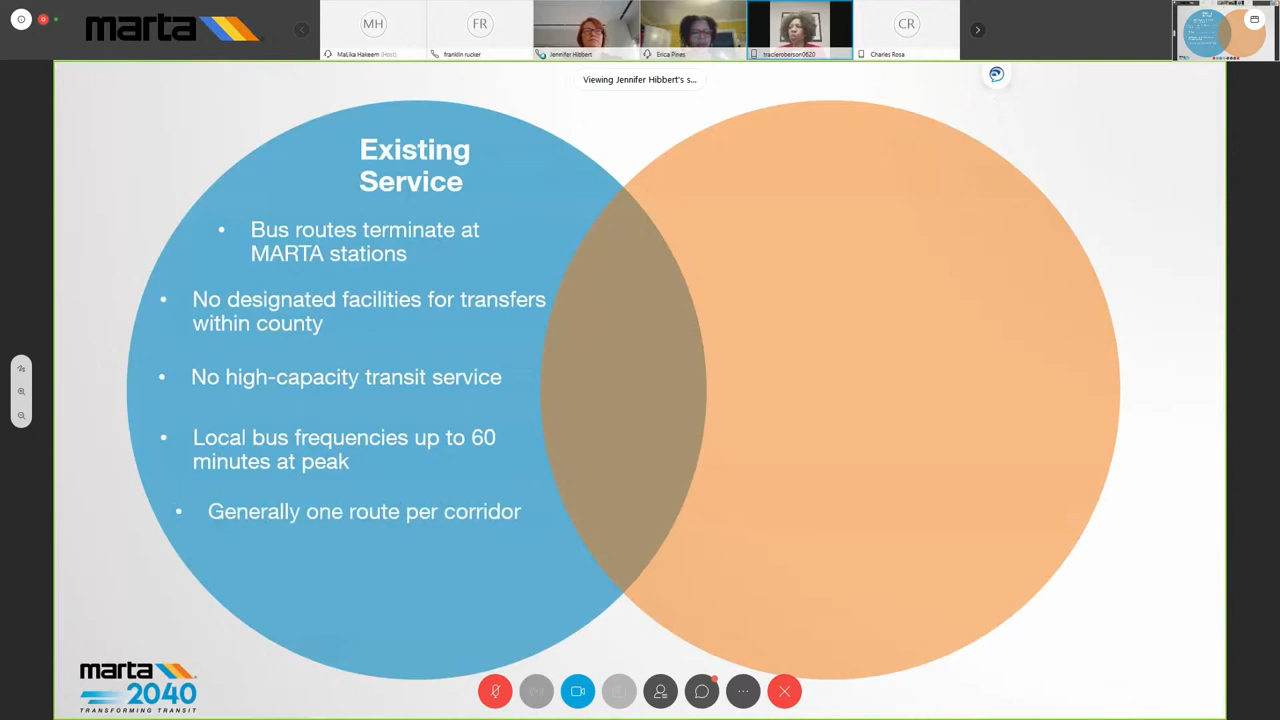 marta
MH
FR
CR
MaLika Hakeem (Host)
franklin rucker
Jennifer Hibbert
Erica Pines
tracieroberson0620
Charles Rosa
Viewing Jennifer Hibbert's s...
Existing
Service
• Bus routes terminate at
MARTA stations
• No designated facilities for transfers
within county
• No high-capacity transit service
• Local bus frequencies up to 60
minutes at peak
• Generally one route per corridor
marta
2040
TRANSFORMING TRANSIT